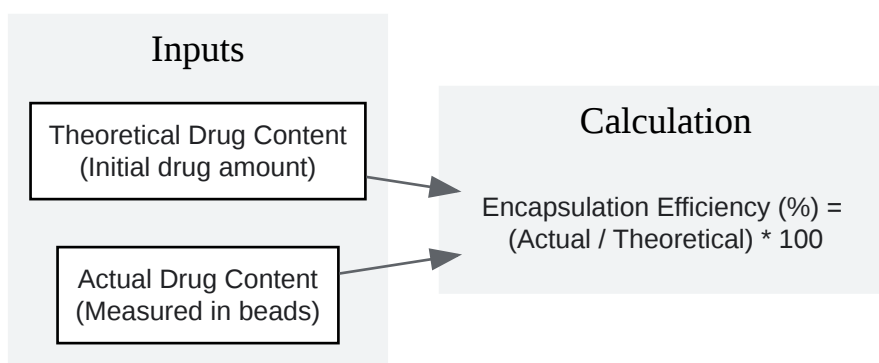 Inputs
Theoretical Drug Content
(Initial drug amount)
Actual Drug Content
(Measured in beads)
Calculation
Encapsulation Efficiency (%) =
(Actual / Theoretical) * 100